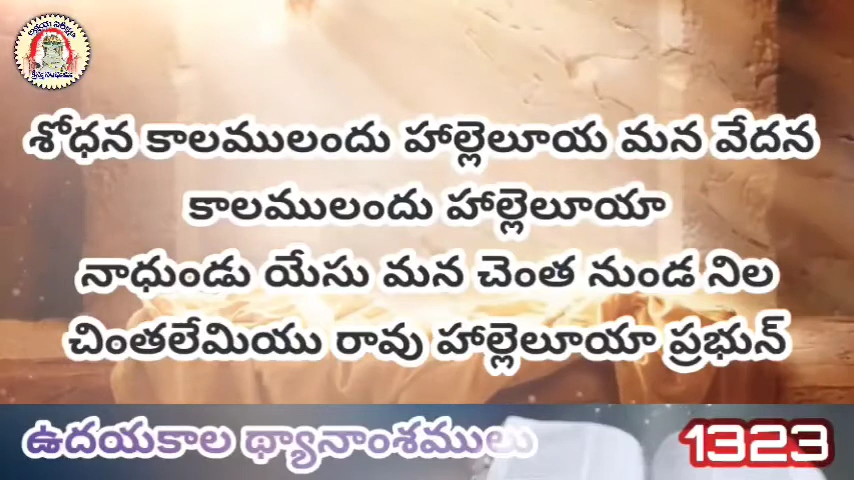 శోధన కాలములందు హాల్లెలూయ మన వేదన
కాలములందు హాల్లెలూయా
నాధుండు యేసు మన చెంత నుండ నిల
చింతలేమియు రావు హాల్లెలూయా ప్రభున్
ఉదయకాల థ్యానాంశములు
1323